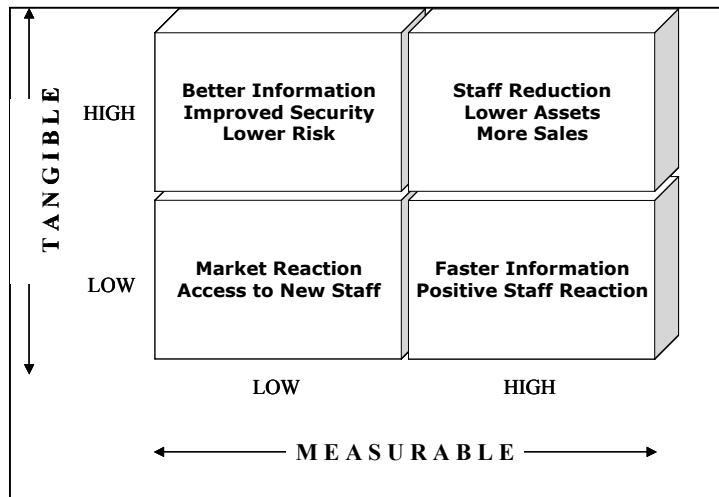 TANGIBLE
HIGH
Better Information
Improved Security
Lower Risk
Staff Reduction
Lower Assets
More Sales
LOW
Market Reaction
Access to New Staff
Faster Information
Positive Staff Reaction
LOW
HIGH
MEASURABLE